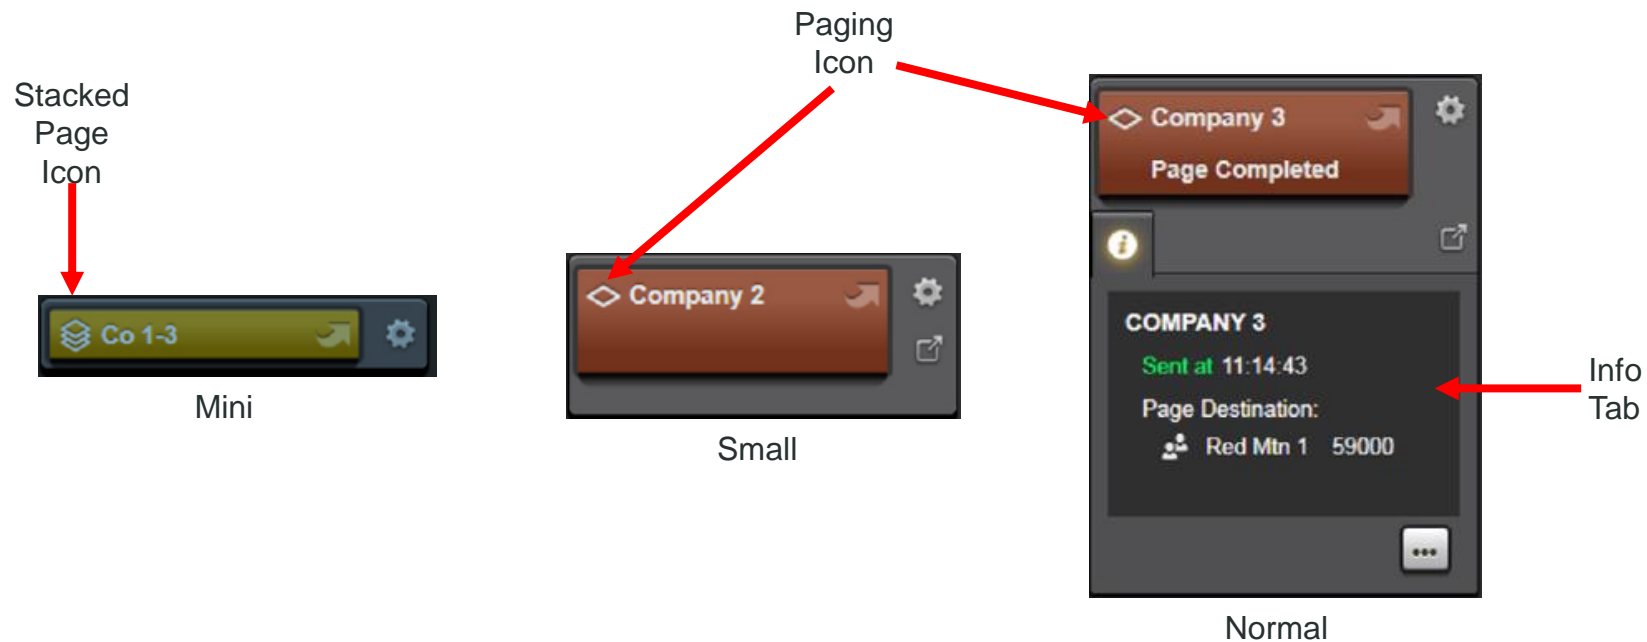 Stacked
Page
Icon
Co 1-3
Mini
Paging
Icon
Company 2
Small
Company 3
Page Completed
i
COMPANY 3
Sent at 11:14:43
Page Destination:
Red Mtn 1 59000
...
Normal
Info
Tab